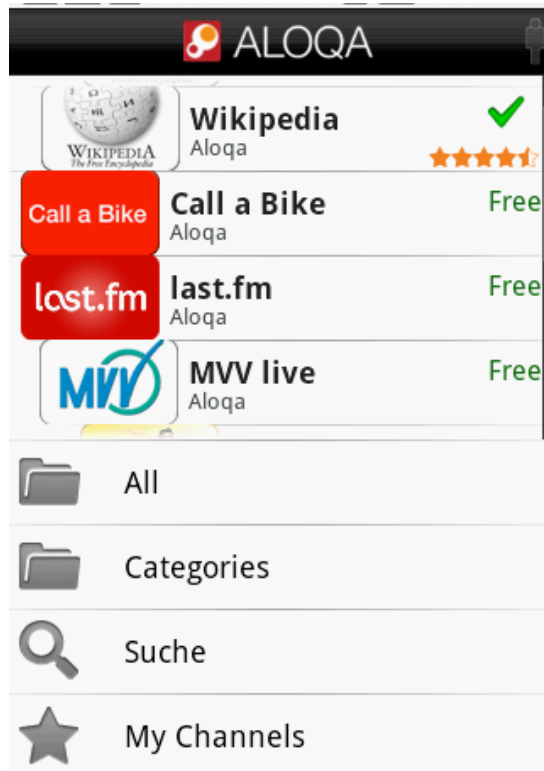 ALOQA
WIKIPEDIA
The Free Encyclopedia
Wikipedia
Aloqa
Call a Bike
Call a Bike
Aloqa
Free
last.fm
last.fm
Aloqa
Free
MVV
MVV live
Aloqa
Free
All
Categories
Suche
My Channels